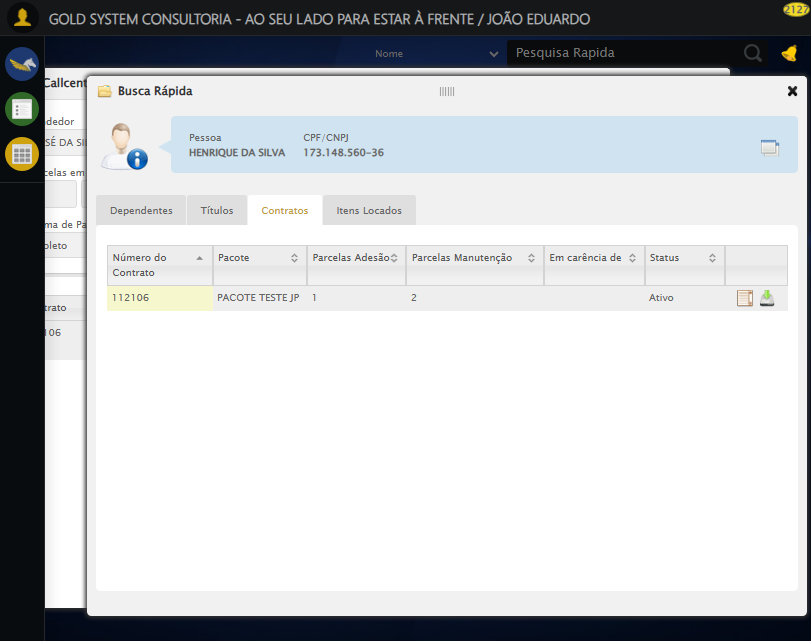 GOLD SYSTEM CONSULTORIA - AO SEU LADO PARA ESTAR À FRENTE / JOÃO EDUARDO
2127
Nome
Pesquisa Rapida
Callcent
Busca Rápida
dedor
SÉ DA SI
celas em
ma de Pa
pleto
trato
106
Pessoa
CPF/CNPJ
HENRIQUE DA SILVA
173.148.560-36
Dependentes
Títulos
Contratos
Itens Locados
Número do
Contrato
Pacote
Parcelas Adesão
Parcelas Manutenção
Em carência de
Status
112106
PACOTE TESTE JP
1
2
Ativo